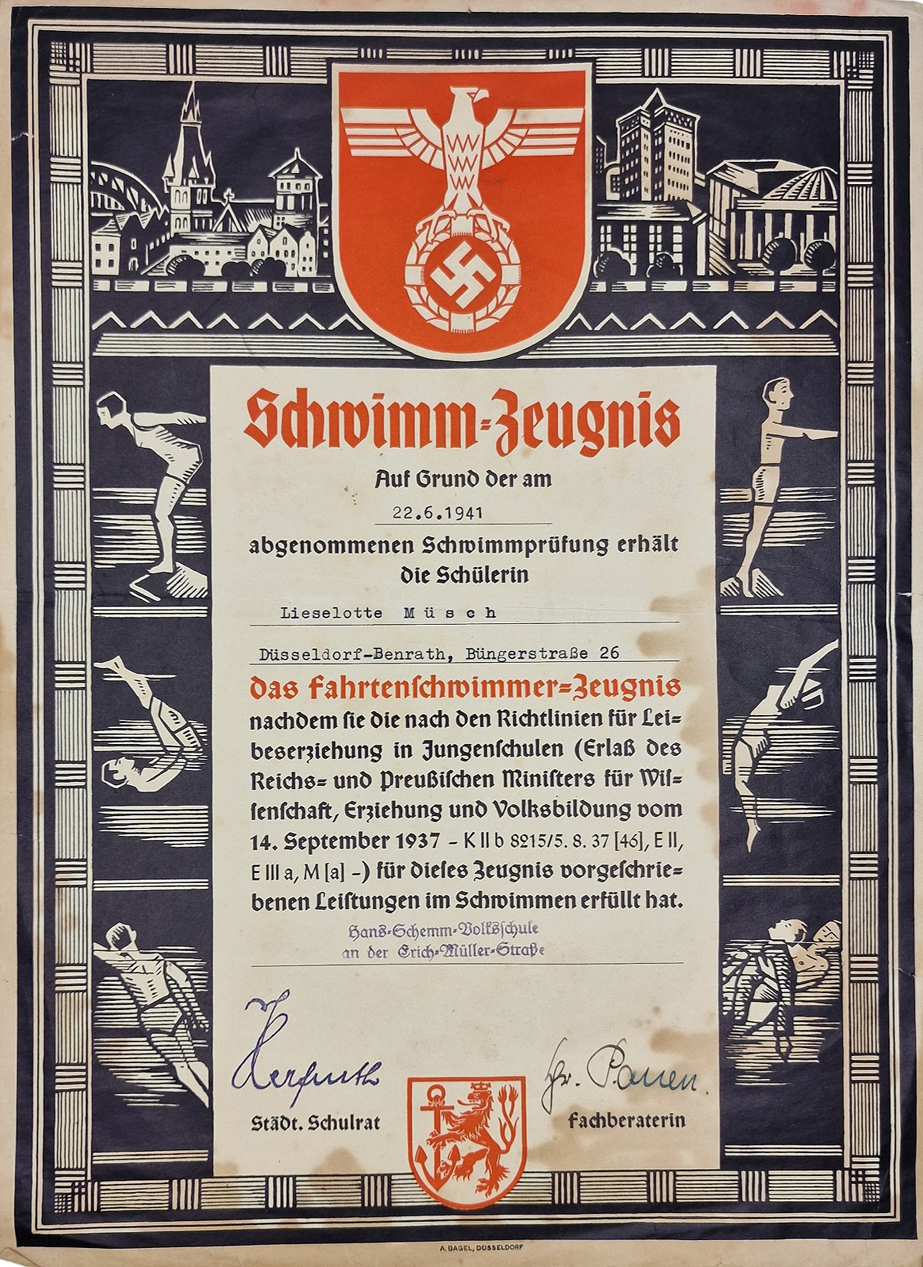 Schwimm-Zeugnis
Auf Grund der am
22.6.1941
abgenommenen Schwimmprüfung erhält
die Schülerin
Lieselotte Müsch
Düsseldorf-Benrath, Büngerstraße 26
das Fahrtenschwimmer-Zeugnis
nachdem sie die nach den Richtlinien für Lei-
beserziehung in Jungenschulen (Erlaß des
Reichs- und Preußischen Ministers für Wis-
senschaft, Erziehung und Volksbildung vom
14. September 1937 - K II b 8215/5. 8. 37 [46], E II,
E III a, M [a] -) für dieses Zeugnis vorgeschrie-
benen Leistungen im Schwimmen erfüllt hat.
Hans-Schemm-Volksschule
an der Erich-Müller-Straße
Städt. Schulrat
Fachberaterin
A. BAGEL, DÜSSELDORF